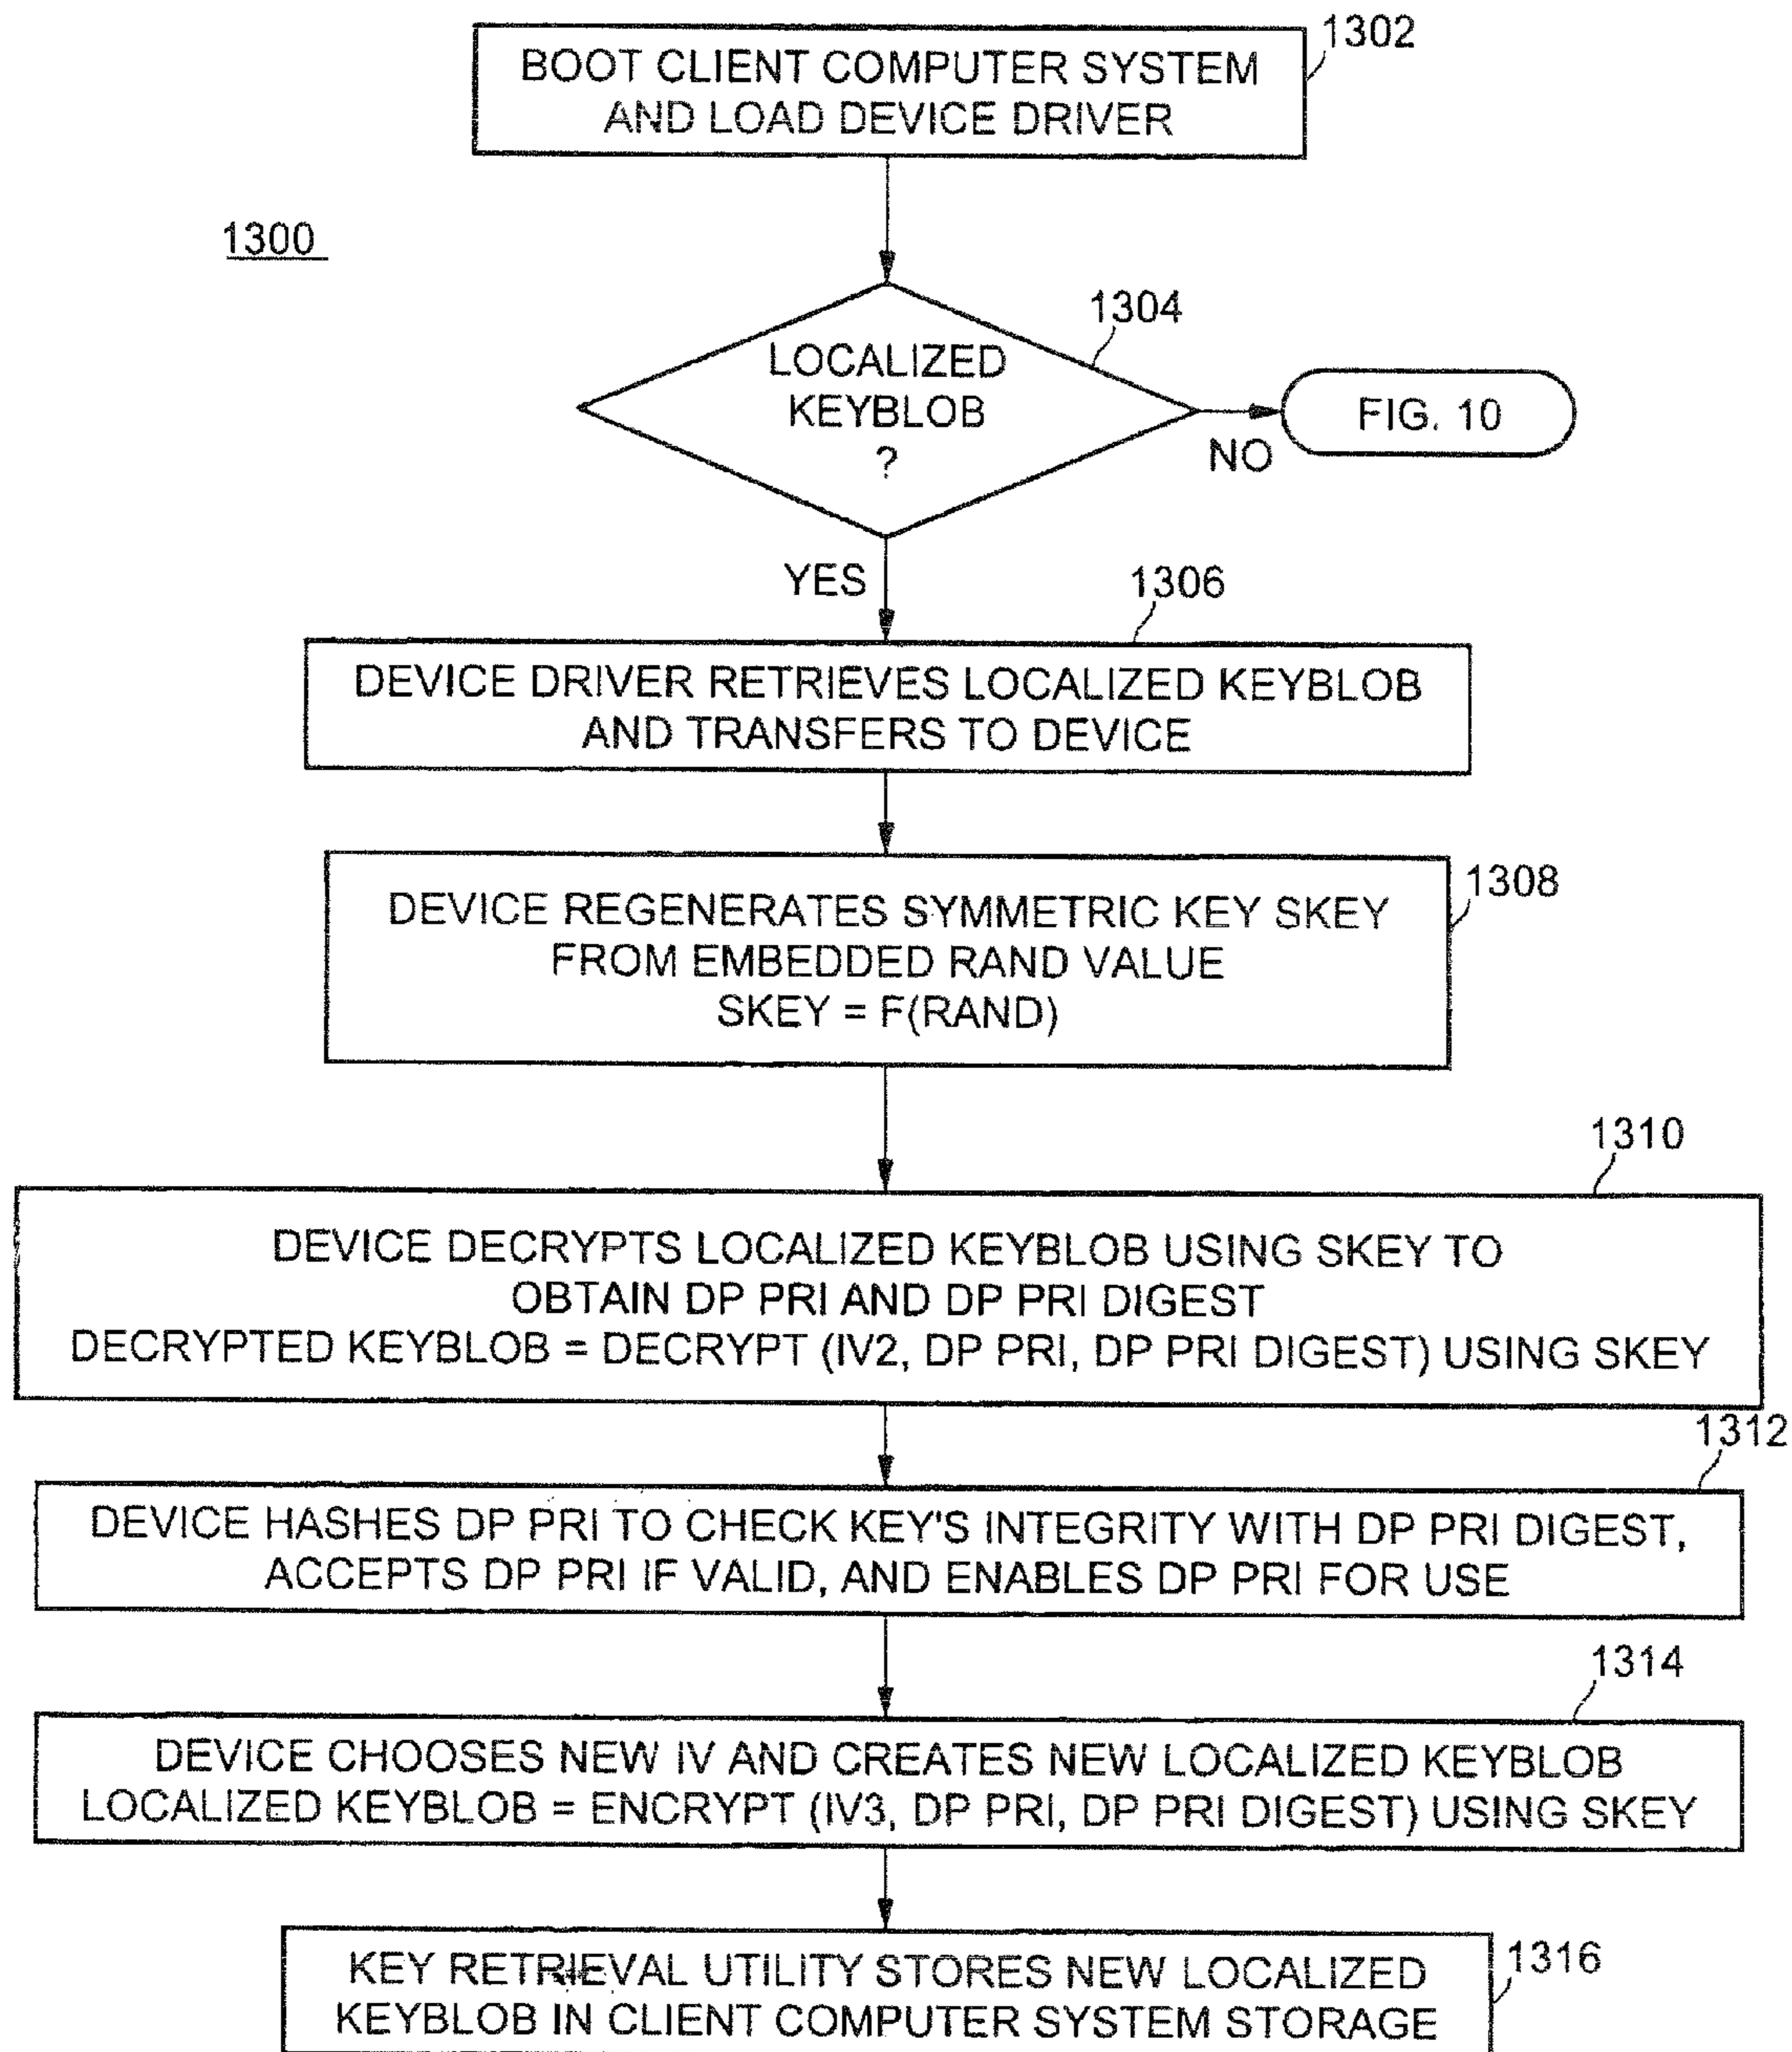 1302
BOOT CLIENT COMPUTER SYSTEM
AND LOAD DEVICE DRIVER
1300
1304
LOCALIZED
KEYBLOB
?
NO
FIG. 10
YES
1306
DEVICE DRIVER RETRIEVES LOCALIZED KEYBLOB
AND TRANSFERS TO DEVICE
1308
DEVICE REGENERATES SYMMETRIC KEY SKEY
FROM EMBEDDED RAND VALUE
SKEY = F(RAND)
1310
DEVICE DECRYPTS LOCALIZED KEYBLOB USING SKEY TO
OBTAIN DP PRI AND DP PRI DIGEST
DECRYPTED KEYBLOB = DECRYPT (IV2, DP PRI, DP PRI DIGEST) USING SKEY
1312
DEVICE HASHES DP PRI TO CHECK KEY'S INTEGRITY WITH DP PRI DIGEST,
ACCEPTS DP PRI IF VALID, AND ENABLES DP PRI FOR USE
1314
DEVICE CHOOSES NEW IV AND CREATES NEW LOCALIZED KEYBLOB
LOCALIZED KEYBLOB = ENCRYPT (IV3, DP PRI, DP PRI DIGEST) USING SKEY
1316
KEY RETRIEVAL UTILITY STORES NEW LOCALIZED
KEYBLOB IN CLIENT COMPUTER SYSTEM STORAGE